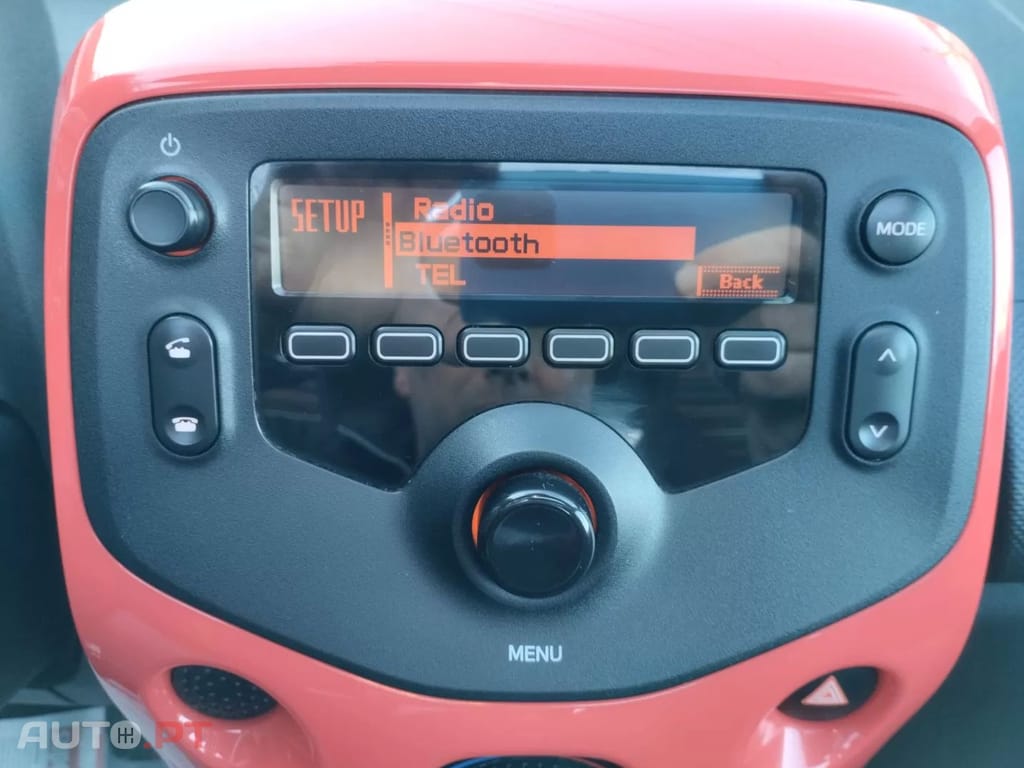 SETUP
Radio
Bluetooth
TEL
Back
MODE
MENU
AUTO.PT